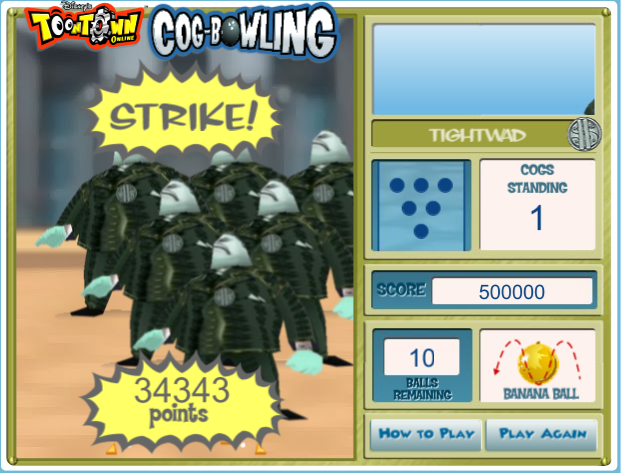 Disney's
TOONTOWN
ONLINE
COG-BOWLING
STRIKE!
34343
points
TIGHTWAD
COGS
STANDING
1
SCORE 500000
10
BALLS
REMAINING
BANANA BALL
HOW TO PLAY
PLAY AGAIN